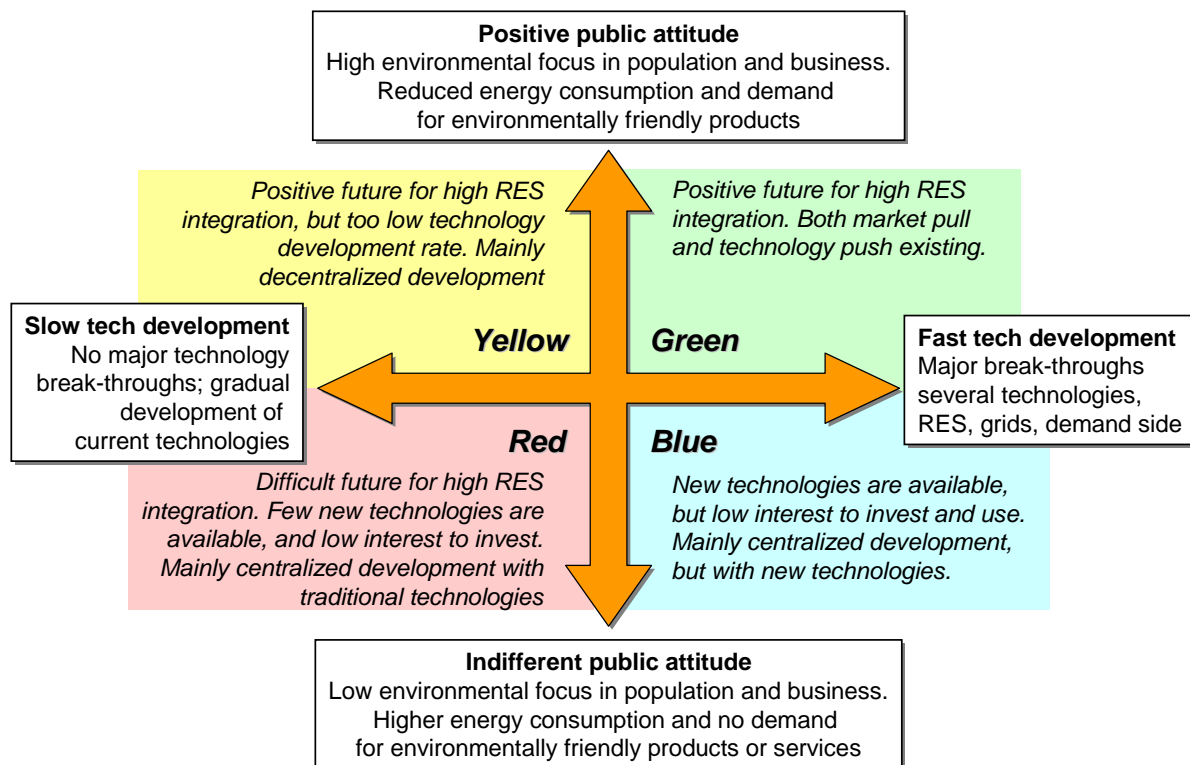 Positive public attitude
High environmental focus in population and business.
Reduced energy consumption and demand
for environmentally friendly products
Positive future for high RES
integration, but too low technology
development rate. Mainly
decentralized development
Positive future for high RES
integration. Both market pull
and technology push existing.
Slow tech development
No major technology
break-throughs; gradual
development of
current technologies
Yellow
Green
Fast tech development
Major break-throughs
several technologies,
RES, grids, demand side
Red
Blue
Difficult future for high RES
integration. Few new technologies are
available, and low interest to invest.
Mainly centralized development with
traditional technologies
New technologies are available,
but low interest to invest and use.
Mainly centralized development,
but with new technologies.
Indifferent public attitude
Low environmental focus in population and business.
Higher energy consumption and no demand
for environmentally friendly products or services